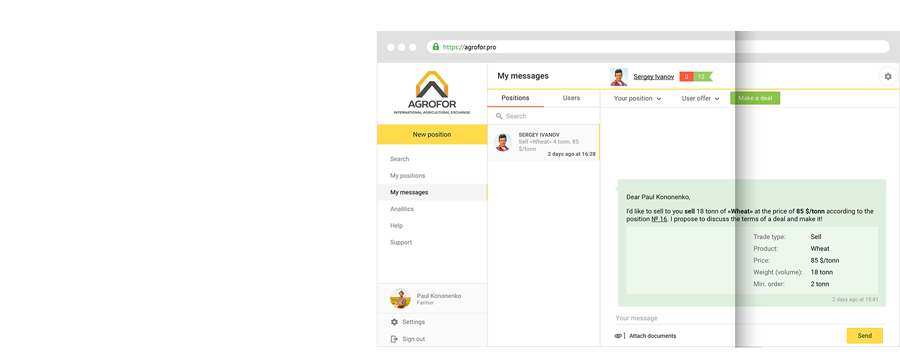 https://agrofor.pro
AGROFOR
INTERNATIONAL AGRICULTURAL EXCHANGE
New position
Search
My positions
My messages
Analitics
Help
Support
Paul Kononenko
Farmer
Settings
Sign out
My messages
Positions
Users
Search
SERGEY IVANOV
Sell «Wheat» 4 tonn, 85
$/tonn
2 days ago at 16:28
Sergey Ivanov
0
12
Your position
User offer
Make a deal
Dear Paul Kononenko,
I'd like to sell to you sell 18 tonn of «Wheat» at the price of 85 $/tonn according to the
position № 16. I propose to discuss the terms of a deal and make it!
Trade type: Sell
Product: Wheat
Price: 85 $/tonn
Weight (volume): 18 tonn
Min. order: 2 tonn
2 days ago at 15:41
Your message
Attach documents
Send